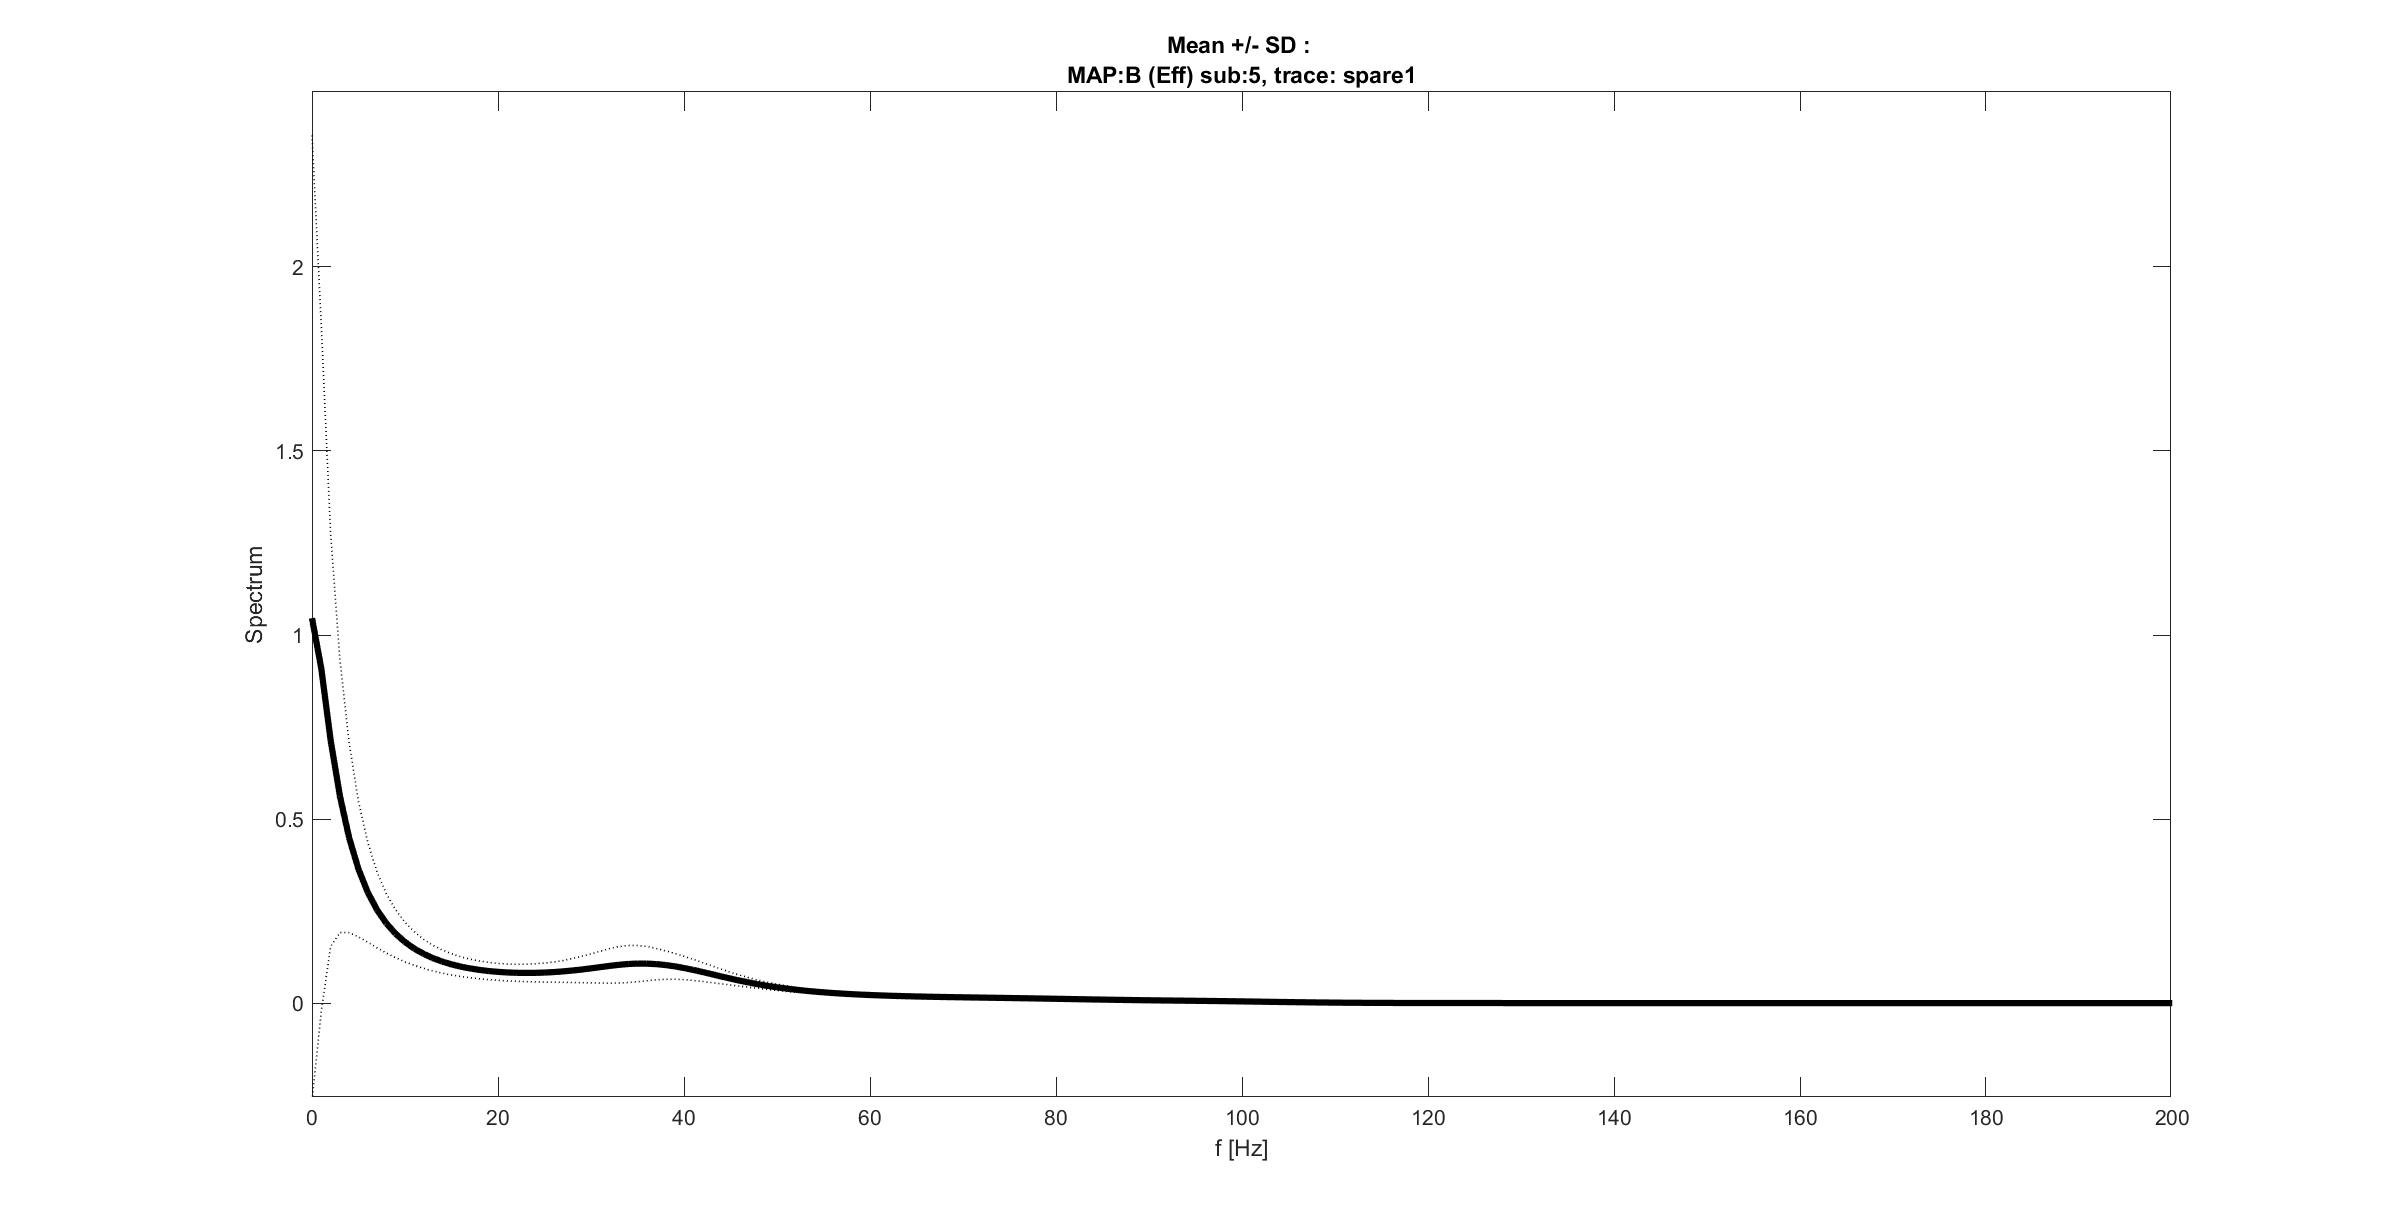 Mean +/- SD :
MAP:B (Eff) sub:5, trace: spare1
2
1.5
1
0.5
0
Spectrum
0 20 40 60 80 100 120 140 160 180 200
f [Hz]